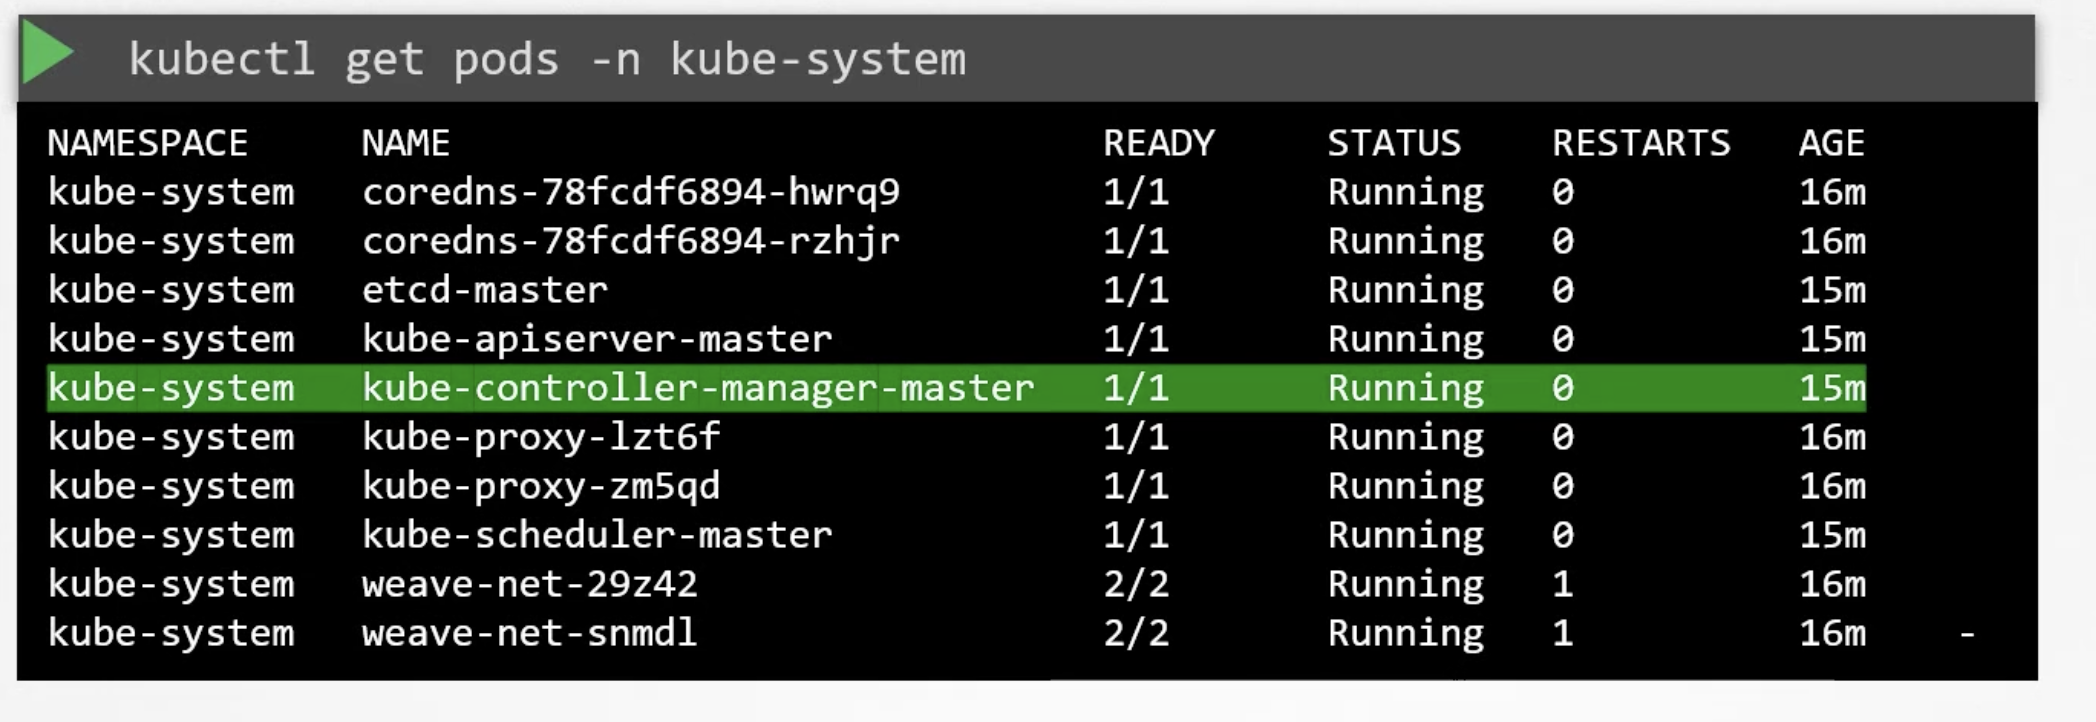 kubectl get pods -n kube-system
NAMESPACE NAME READY STATUS RESTARTS AGE
kube-system coredns-78fcdf6894-hwrq9 1/1 Running 0 16m
kube-system coredns-78fcdf6894-rzhjr 1/1 Running 0 16m
kube-system etcd-master 1/1 Running 0 15m
kube-system kube-apiserver-master 1/1 Running 0 15m
kube-system kube-controller-manager-master 1/1 Running 0 15m
kube-system kube-proxy-lzt6f 1/1 Running 0 16m
kube-system kube-proxy-zm5qd 1/1 Running 0 16m
kube-system kube-scheduler-master 1/1 Running 0 15m
kube-system weave-net-29z42 2/2 Running 1 16m
kube-system weave-net-snmdl 2/2 Running 1 16m -